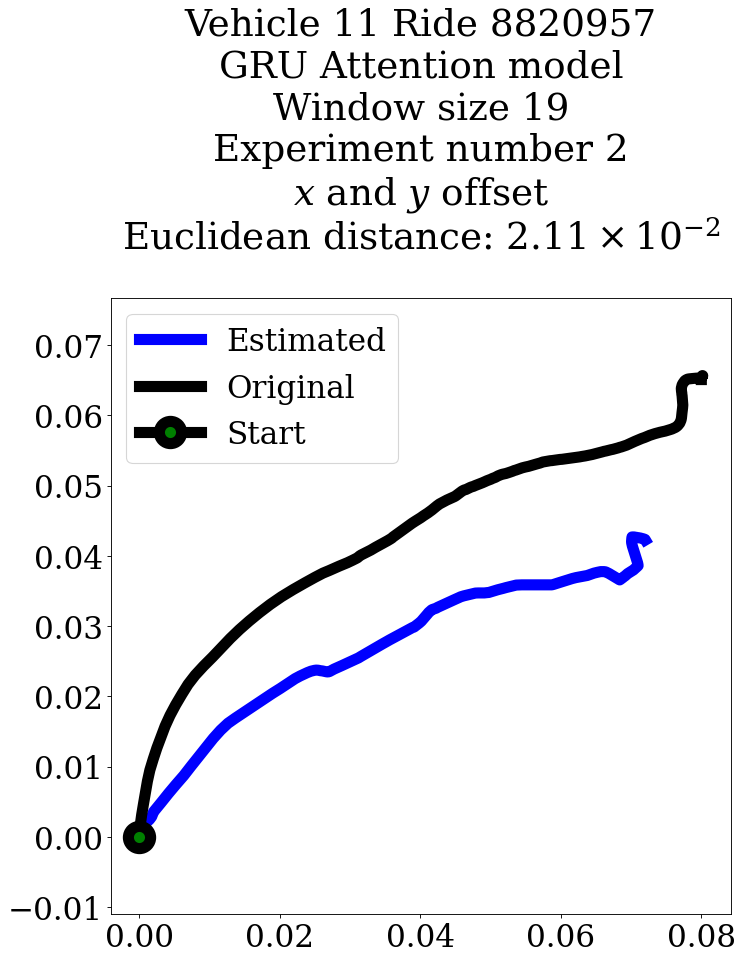 Vehicle 11 Ride 8820957
GRU Attention model
Window size 19
Experiment number 2
x and y offset
Euclidean distance: 2.11 × 10⁻²
Estimated
Original
Start
0.07
0.06
0.05
0.04
0.03
0.02
0.01
0.00
−0.01
0.00 0.02 0.04 0.06 0.08